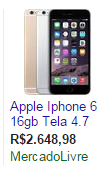 Apple Iphone 6
16gb Tela 4.7
R$2.648,98
MercadoLivre